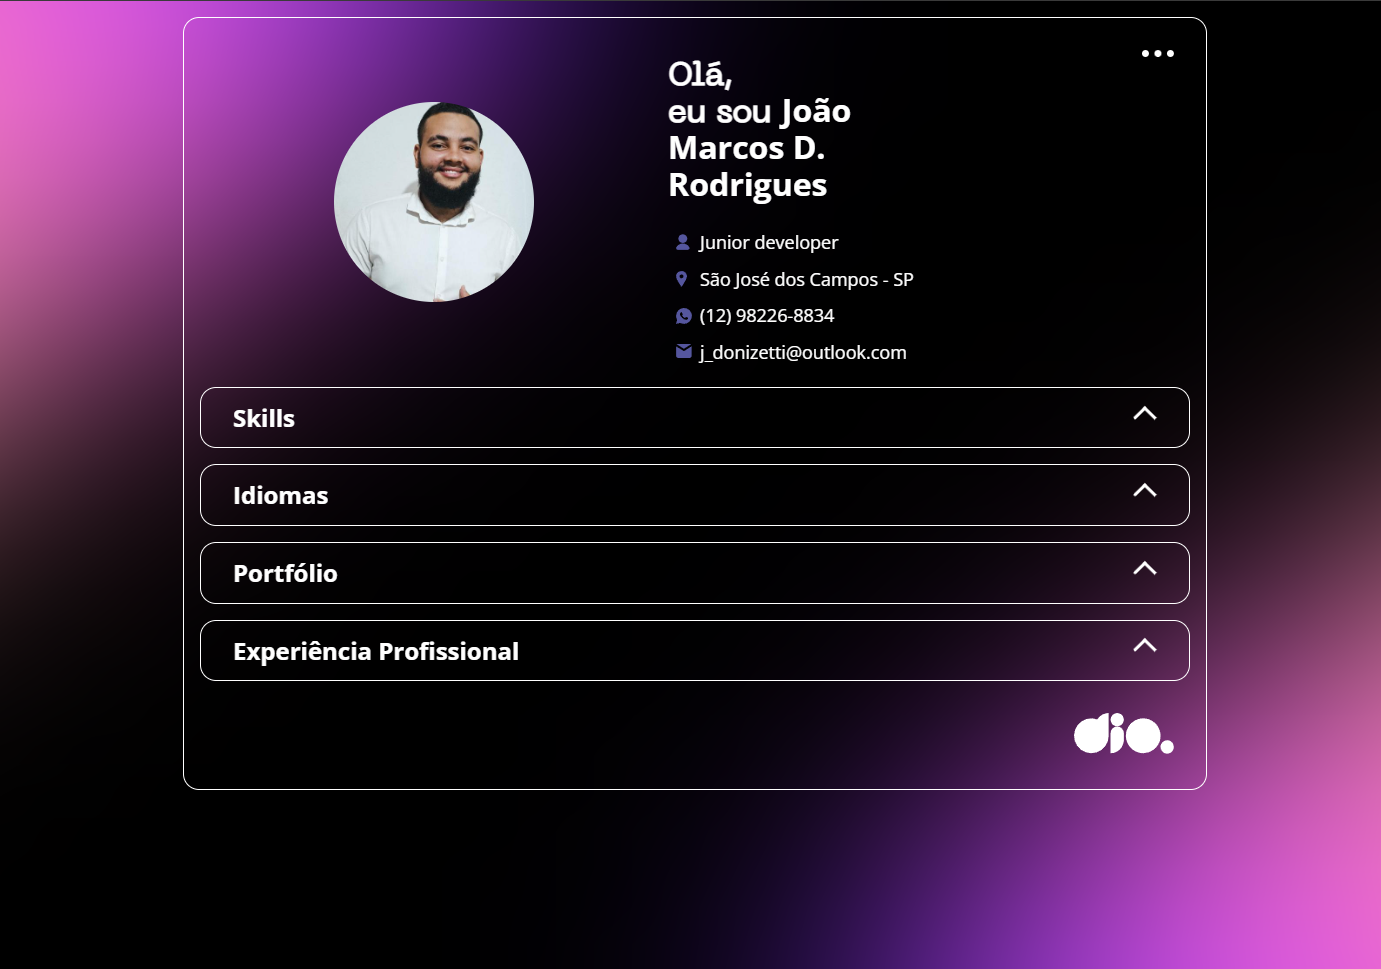 Olá,
eu sou João
Marcos D.
Rodrigues
Junior developer
São José dos Campos - SP
(12) 98226-8834
j_donizetti@outlook.com
Skills
Idiomas
Portfólio
Experiência Profissional
dio.